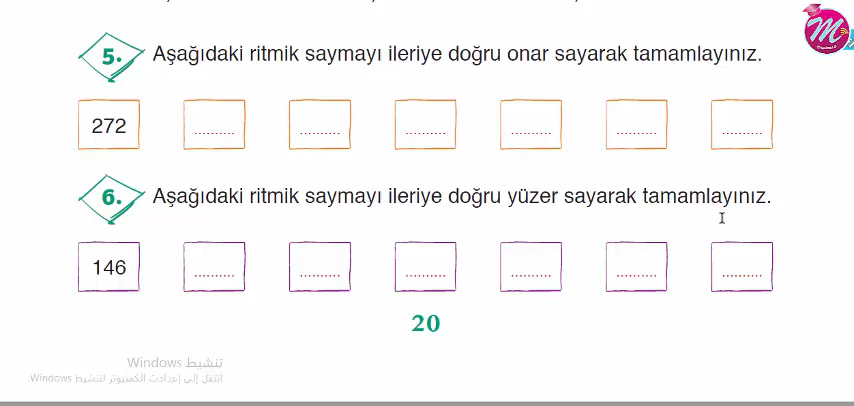 5. Aşağıdaki ritmik saymayı ileriye doğru onar sayarak tamamlayınız.
272 .......... .......... .......... .......... .......... ..........
6. Aşağıdaki ritmik saymayı ileriye doğru yüzer sayarak tamamlayınız.
146 .......... .......... .......... .......... .......... ..........
20
تنشيط Windows
انتقل إلى إعدادات الكمبيوتر لتنشيط Windows.